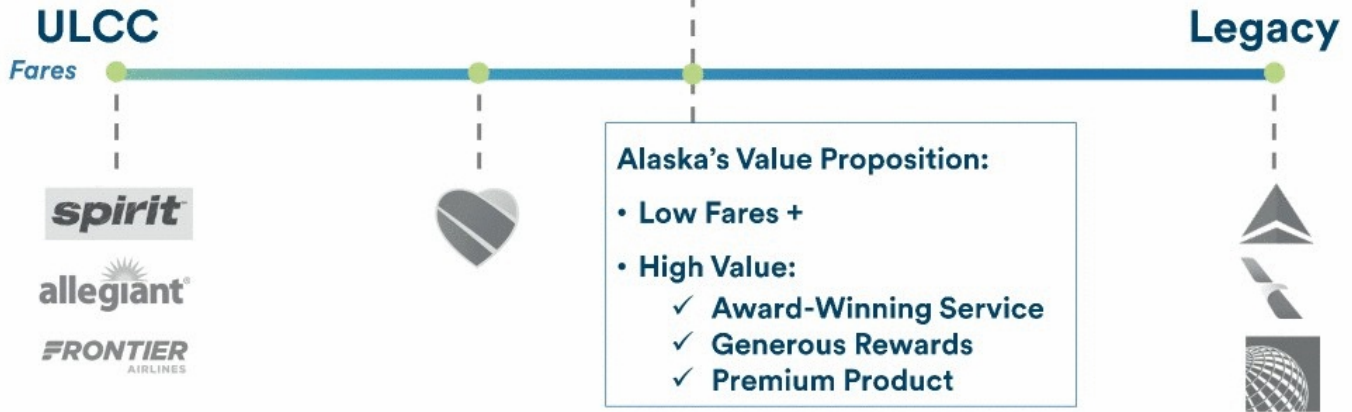 ULCC
Legacy
Fares
Alaska's Value Proposition:
• Low Fares +
• High Value:
✓ Award-Winning Service
✓ Generous Rewards
✓ Premium Product
spirit
allegiant®
FRONTIER
AIRLINES